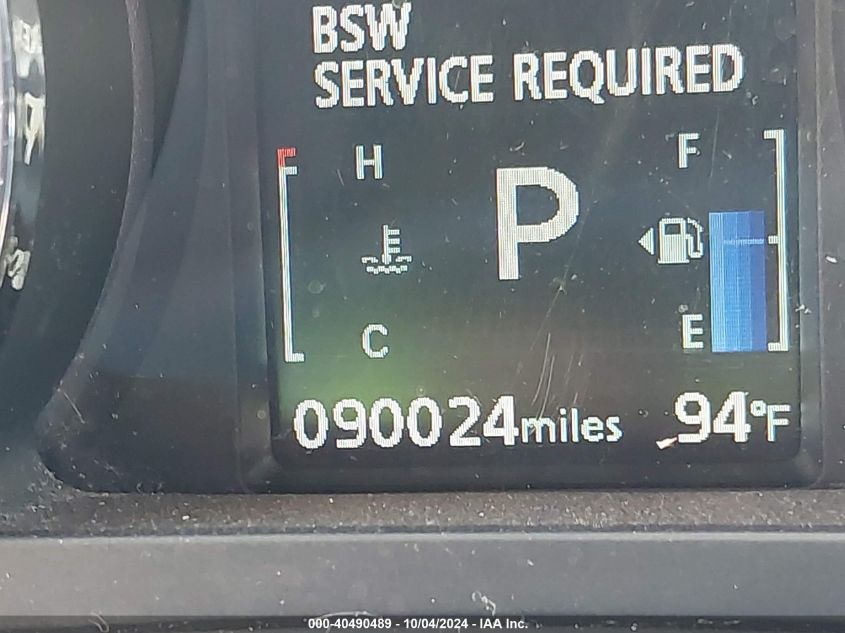 BSW
SERVICE REQUIRED
H F
P
C E
090024miles 94°F
000-40490489 - 10/04/2024 - IAA Inc.